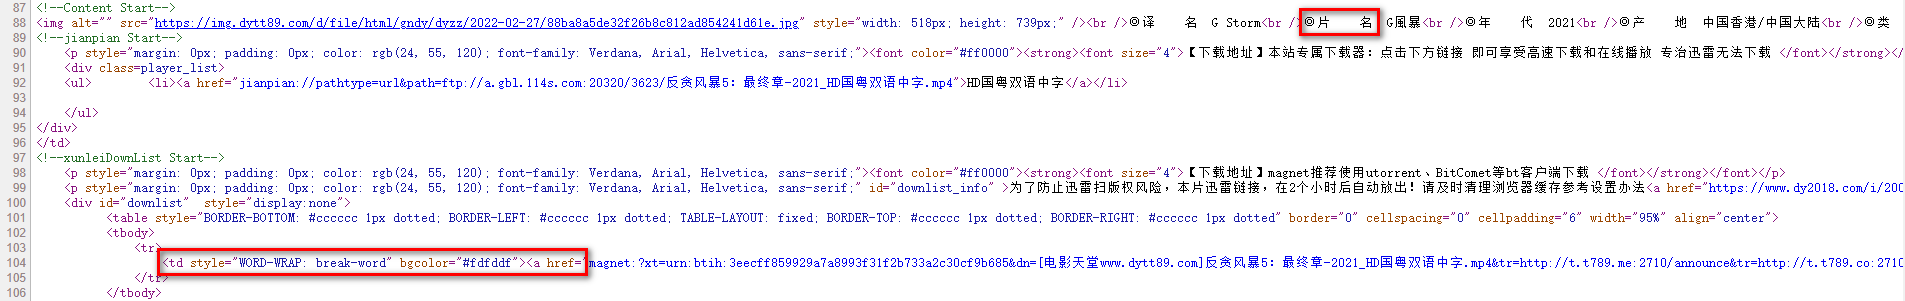 87 <!--Content Start-->
88 <img alt="" src="https://img.dytt89.com/d/file/html/gndy/dyzz/2022-02-27/88ba8a5de32f26b8c812ad854241d61e.jpg" style="width: 518px; height: 739px;" /><br />◎译　　名　G Storm<br />◎片　　名　G風暴<br />◎年　　代　2021<br />◎产　　地　中国香港/中国大陆<br />◎类
89 <!--jianpian Start-->
90 <p style="margin: 0px; padding: 0px; color: rgb(24, 55, 120); font-family: Verdana, Arial, Helvetica, sans-serif;"><font color="#ff0000"><strong><font size="4">【下载地址】本站专属下载器：点击下方链接 即可享受高速下载和在线播放 专治迅雷无法下载 </font></strong></
91 <div class=player_list>
92 <ul> <li><a href="jianpian://pathtype=url&path=ftp://a.gbl.114s.com:20320/3623/反贪风暴5：最终章-2021_HD国粤双语中字.mp4">HD国粤双语中字</a></li>
93
94 </ul>
95 </div>
96 </td>
97 <!--xunleiDownList Start-->
98 <p style="margin: 0px; padding: 0px; color: rgb(24, 55, 120); font-family: Verdana, Arial, Helvetica, sans-serif;"><font color="#ff0000"><strong><font size="4">【下载地址】magnet推荐使用utorrent、BitComet等bt客户端下载 </font></strong></font></p>
99 <p style="margin: 0px; padding: 0px; color: rgb(24, 55, 120); font-family: Verdana, Arial, Helvetica, sans-serif;" id="downlist_info" >为了防止迅雷扫版权风险，本片迅雷链接，在2个小时后自动放出！请及时清理浏览器缓存参考设置办法<a href="https://www.dy2018.com/i/200
100 <div id="downlist" style="display:none">
101 <table style="BORDER-BOTTOM: #cccccc 1px dotted; BORDER-LEFT: #cccccc 1px dotted; TABLE-LAYOUT: fixed; BORDER-TOP: #cccccc 1px dotted; BORDER-RIGHT: #cccccc 1px dotted" border="0" cellspacing="0" cellpadding="6" width="95%" align="center">
102 <tbody>
103 <tr>
104 <td style="WORD-WRAP: break-word" bgcolor="#fdfddf"><a href="magnet:?xt=urn:btih:3eecff859929a7a8993f31f2b733a2c30cf9b685&dn=[电影天堂www.dytt89.com]反贪风暴5：最终章-2021_HD国粤双语中字.mp4&tr=http://t.t789.me:2710/announce&tr=http://t.t789.co:2710
105 </tr>
106 </tbody>